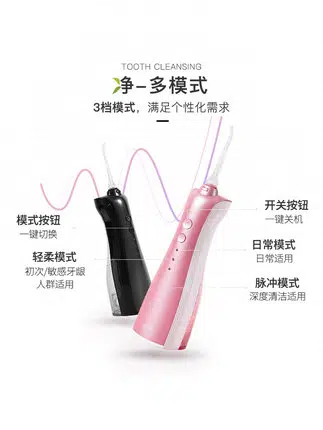 TOOTH CLEANSING
净-多模式
3档模式，满足个性化需求
模式按钮
一键切换
轻柔模式
初次/敏感牙龈
人群适用
开关按钮
一键关机
日常模式
日常适用
脉冲模式
深度清洁适用